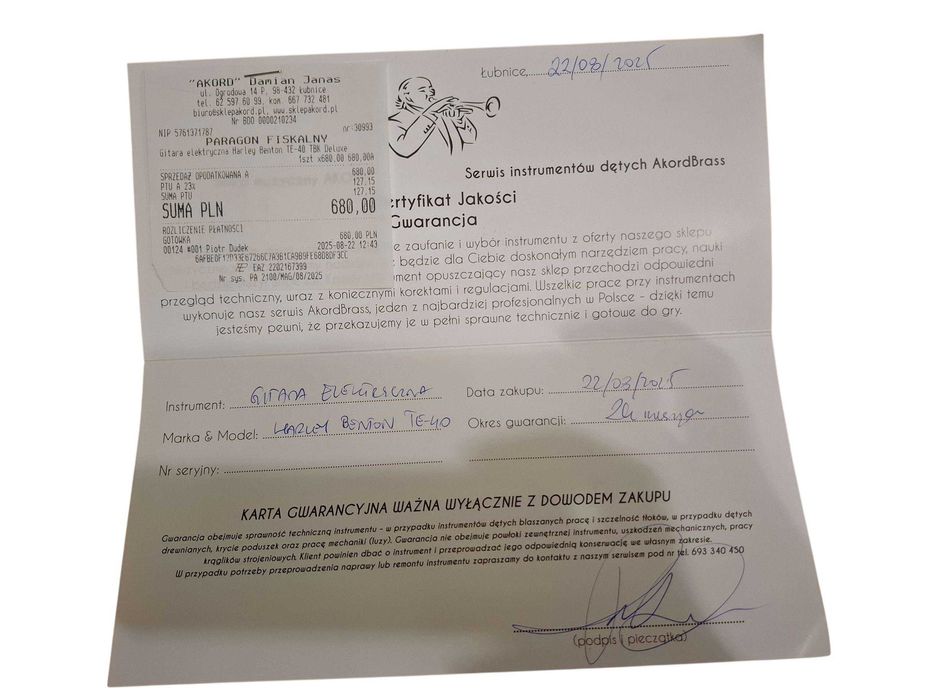 "AKORD" Damian Janas
ul. Ogrodowa 14 P, 98-432 Łubnice
tel. 62 597 60 99, kom. 667 732 481
biuro@sklepakord.pl, www.sklepakord.pl
Nr BDO 0000210234
NIP 5761371787 nr:30993
PARAGON FISKALNY
Gitara elektryczna Harley Benton TE-40 TBK Deluxe
1szt x680,00 680,00A
SPRZEDAŻ OPODATKOWANA A 680,00
PTU A 23% 127,15
SUMA PTU 127,15
SUMA PLN 680,00
ROZLICZENIE PŁATNOŚCI
GOTÓWKA 680,00 PLN
00124 #001 Piotr Dudek 2025-08-22 12:43
EAZ 2202167399
Nr sys. PA 2100/MAG/08/2025
Łubnice, 22/08/2025
Serwis instrumentów dętych AkordBrass
ertyfikat Jakości
Gwarancja
e zaufanie i wybór instrumentu z oferty naszego sklepu
będzie dla Ciebie doskonałym narzędziem pracy, nauki
ument opuszczający nasz sklep przechodzi odpowiedni
przegląd techniczny, wraz z koniecznymi korektami i regulacjami. Wszelkie prace przy instrumentach
wykonuje nasz serwis AkordBrass, jeden z najbardziej profesjonalnych w Polsce - dzięki temu
jesteśmy pewni, że przekazujemy je w pełni sprawne technicznie i gotowe do gry.
Instrument: GITARA ELEKTRYCZNA Data zakupu: 22/03/2025
Marka & Model: HARLEY BENTON TE-40 Okres gwarancji: 24
Nr seryjny:
KARTA GWARANCYJNA WAŻNA WYŁĄCZNIE Z DOWODEM ZAKUPU
Gwarancja obejmuje sprawność techniczną instrumentu - w przypadku instrumentów dętych blaszanych pracę i szczelność tłoków, w przypadku dętych
drewnianych, krycie poduszek oraz pracę mechaniki (luzy). Gwarancja nie obejmuje powłoki zewnętrznej instrumentu, uszkodzeń mechanicznych, pracy
krąglików strojeniowych. Klient powinien dbać o instrument i przeprowadzać jego odpowiednią konserwację we własnym zakresie.
W przypadku potrzeby przeprowadzenia naprawy lub remontu instrumentu zapraszamy do kontaktu z naszym serwisem pod nr tel. 693 340 450
(podpis i pieczątka)